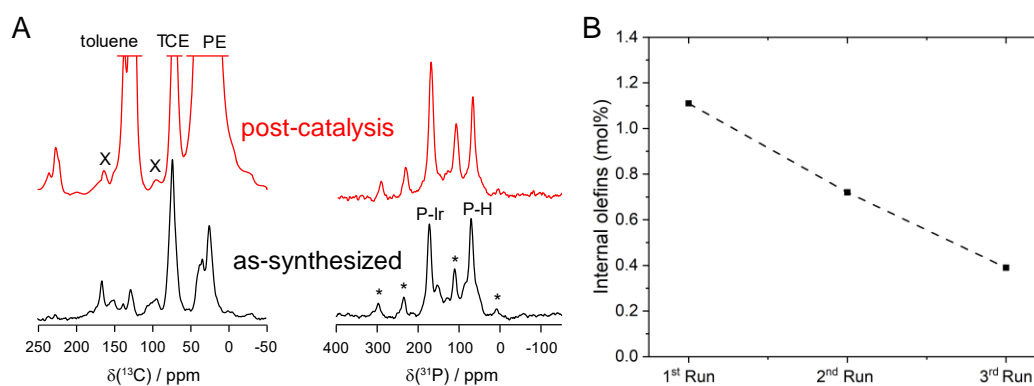 A
toluene
TCE
PE
X
X
post-catalysis
P-Ir
P-H
as-synthesized
*
*
*
*
250 200 150 100 50 0 -50
δ(¹³C) / ppm
400 300 200 100 0 -100
δ(³¹P) / ppm
B
Internal olefins (mol%)
1.4
1.2
1.0
0.8
0.6
0.4
0.2
0.0
1st Run 2nd Run 3rd Run